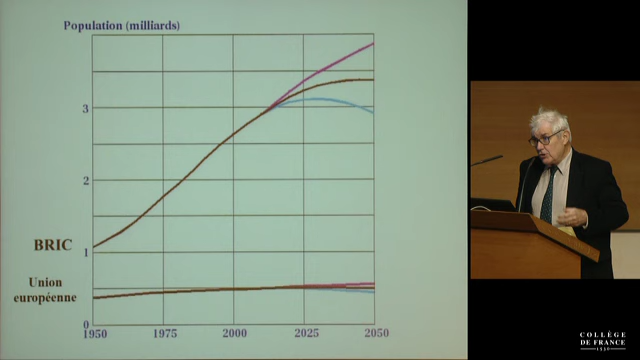 Population (milliards)
3
2
BRIC
1
Union
européenne
0
1950
1975
2000
2025
2050
COLLÈGE
DE FRANCE
1530